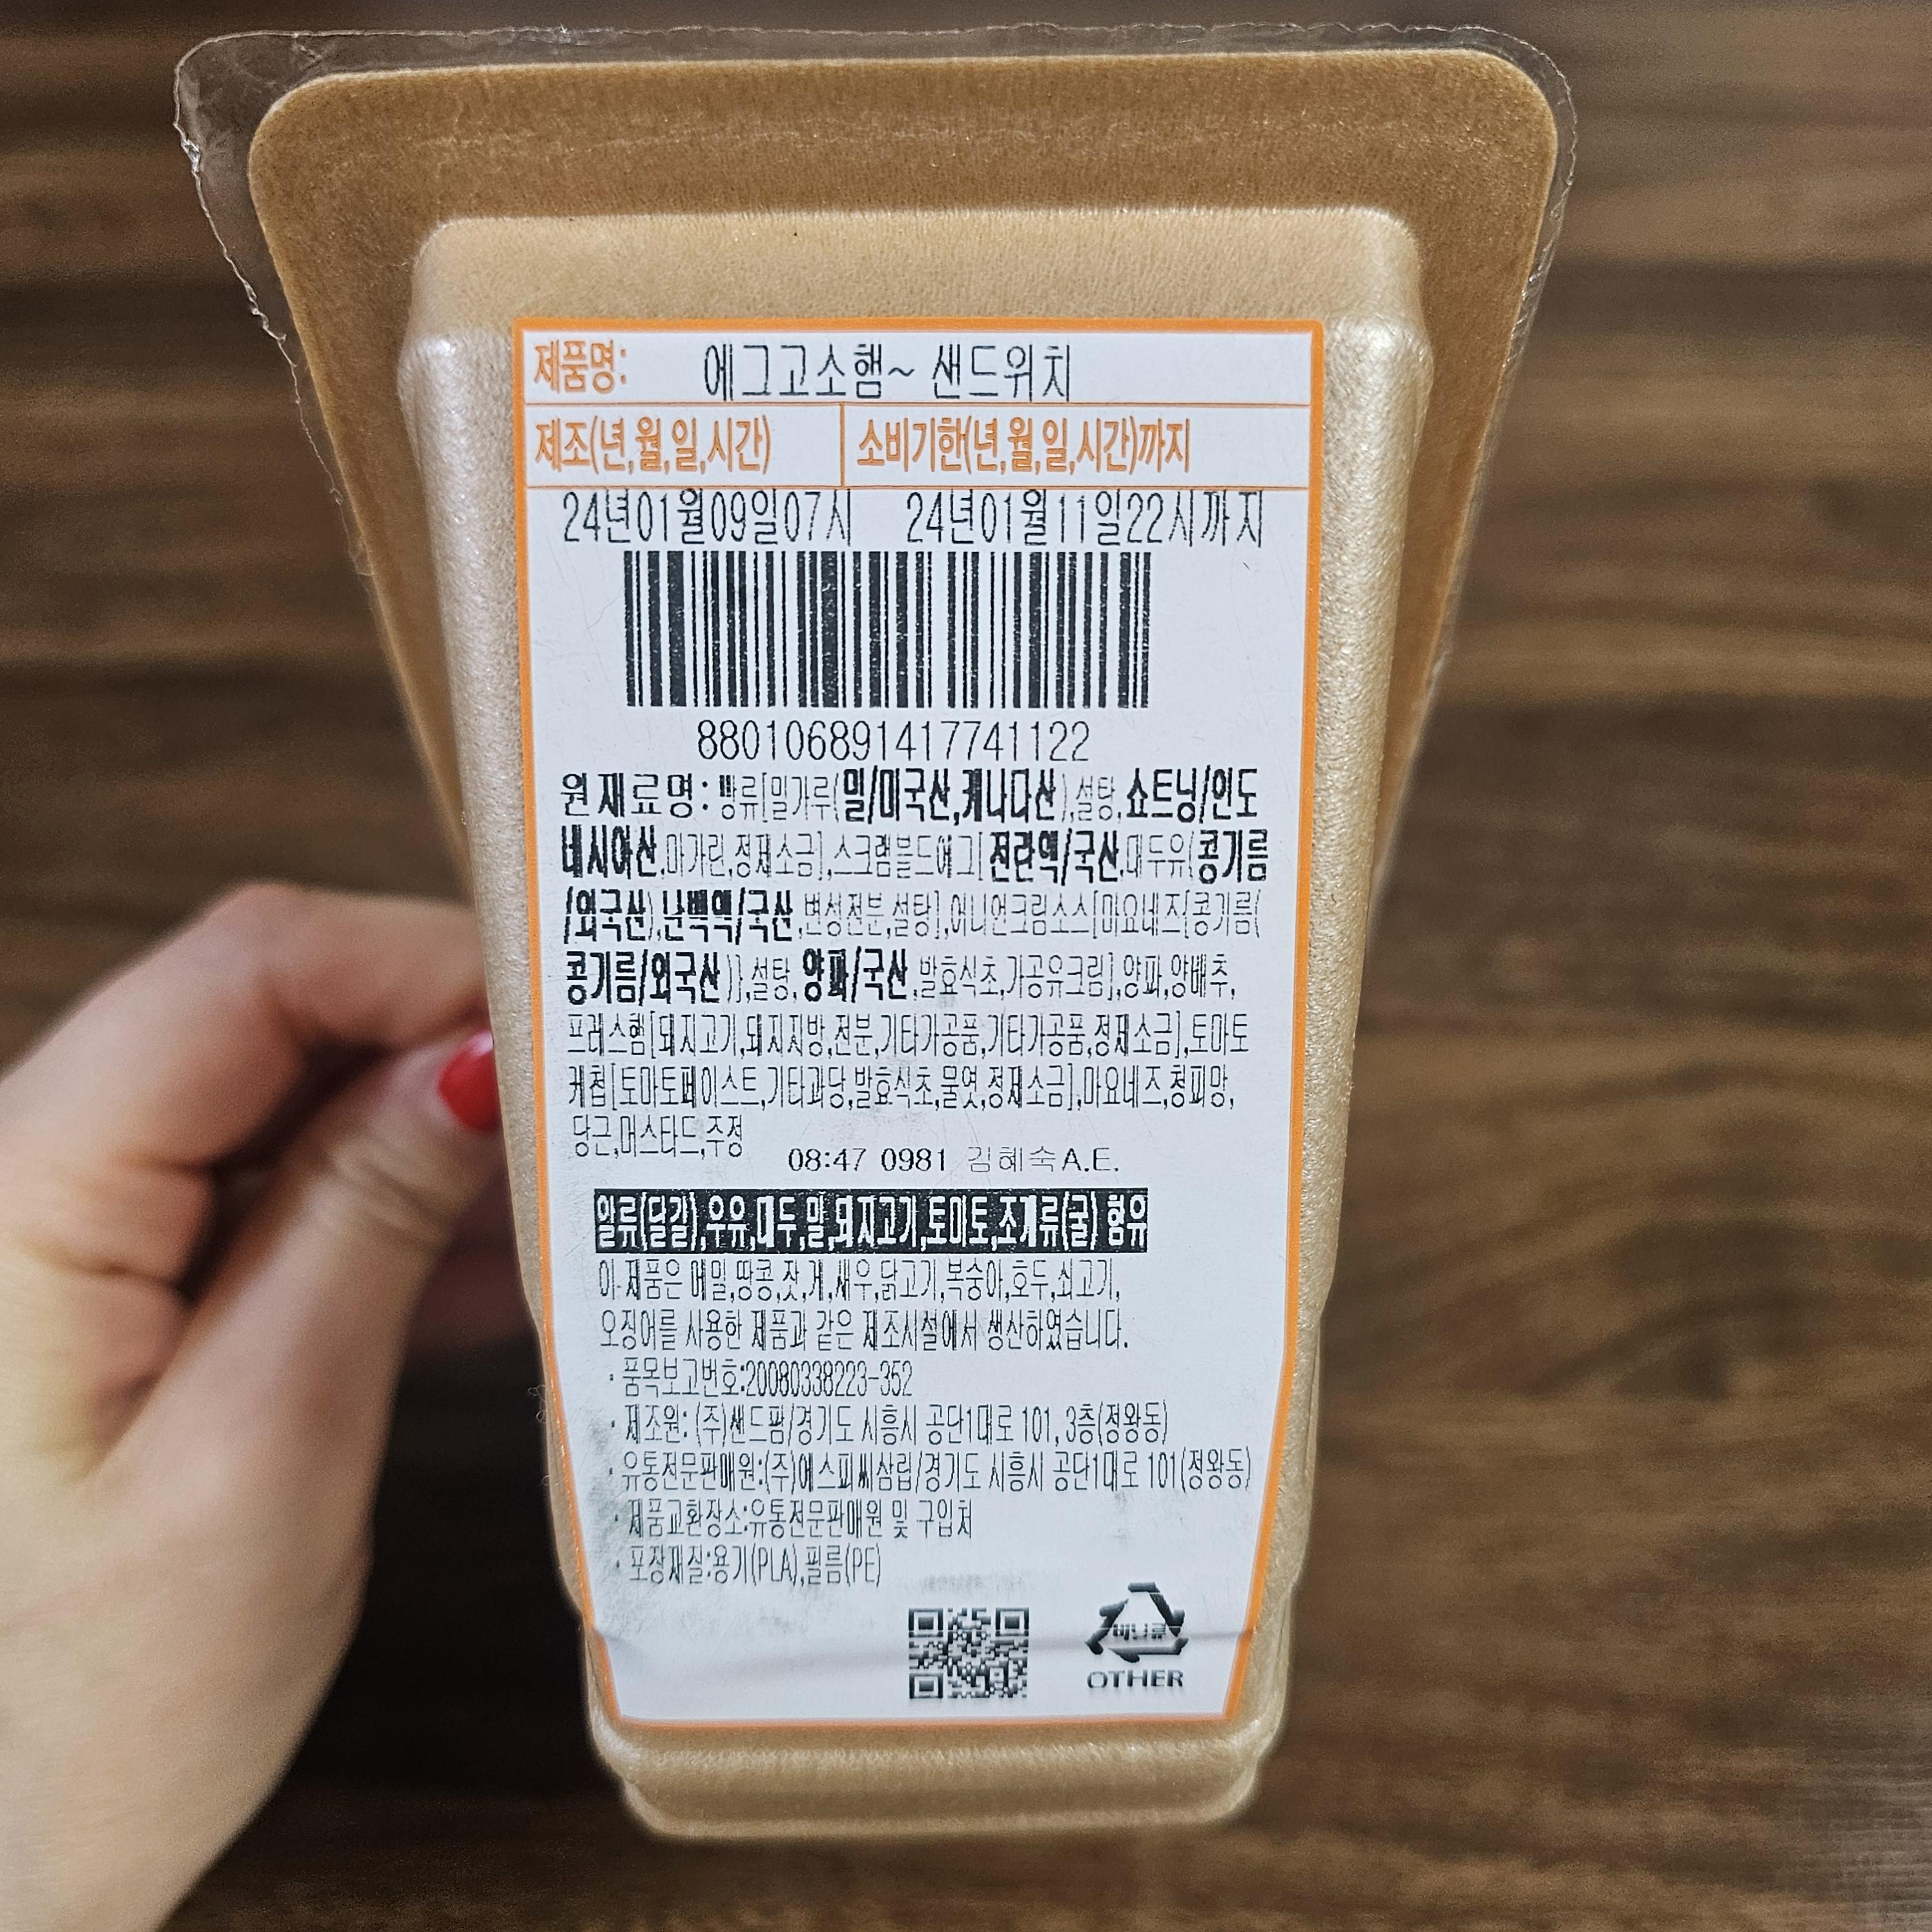 제품명: 에그고소햄~ 샌드위치
제조(년,월,일,시간) 소비기한(년,월,일,시간)까지
24년01월09일07시 24년01월11일22시까지
880106891417741122
원재료명:빵류[밀가루(밀/미국산,캐나다산),설탕,쇼트닝/인도
네시아산,마가린,정제소금],스크램블드에그[전란액/국산,대두유(콩기름
/외국산),난백액/국산,변성전분,설탕],어니언크림소스[마요네즈[콩기름(
콩기름/외국산)],설탕,양파/국산,발효식초,가공유크림],양파,양배추,
프레스햄[돼지고기,돼지지방,전분,기타가공품,기타가공품,정제소금],토마토
케첩[토마토페이스트,기타과당,발효식초,물엿,정제소금],마요네즈,청피망,
당근,머스타드,주정
08:47 0981 김혜숙A.E.
알류(달걀),우유,대두,밀,돼지고기,토마토,조개류(굴) 함유
이 제품은 메밀,땅콩,잣,게,새우,닭고기,복숭아,호두,쇠고기,
오징어를 사용한 제품과 같은 제조시설에서 생산하였습니다.
·품목보고번호:20080338223-352
·제조원:(주)샌드팜/경기도 시흥시 공단1대로 101,3층(정왕동)
·유통전문판매원:(주)에스피씨삼립/경기도 시흥시 공단1대로 101(정왕동)
·제품교환장소:유통전문판매원 및 구입처
·포장재질:용기(PLA),필름(PE)
비닐류
OTHER